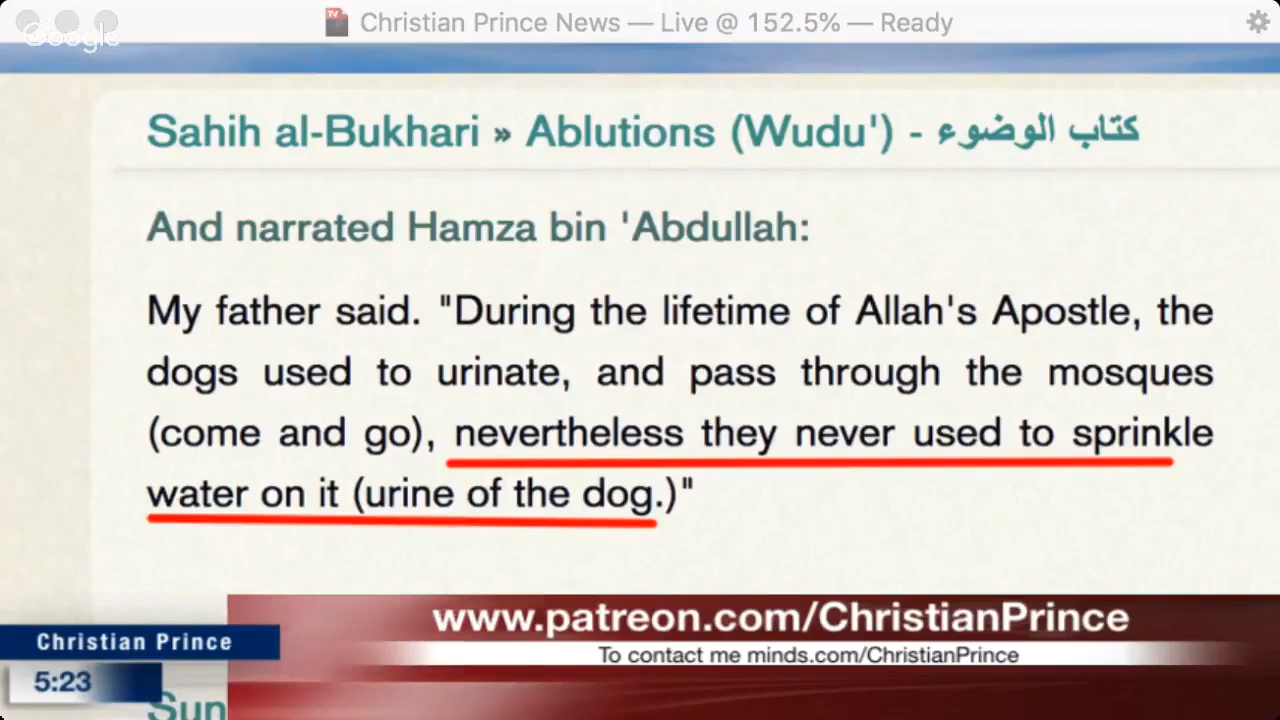 Christian Prince News — Live @ 152.5% — Ready
Google
Sahih al-Bukhari » Ablutions (Wudu') - كتاب الوضوء
And narrated Hamza bin 'Abdullah:
My father said. "During the lifetime of Allah's Apostle, the
dogs used to urinate, and pass through the mosques
(come and go), nevertheless they never used to sprinkle
water on it (urine of the dog.)"
www.patreon.com/ChristianPrince
To contact me minds.com/ChristianPrince
Christian Prince
5:23
Sun